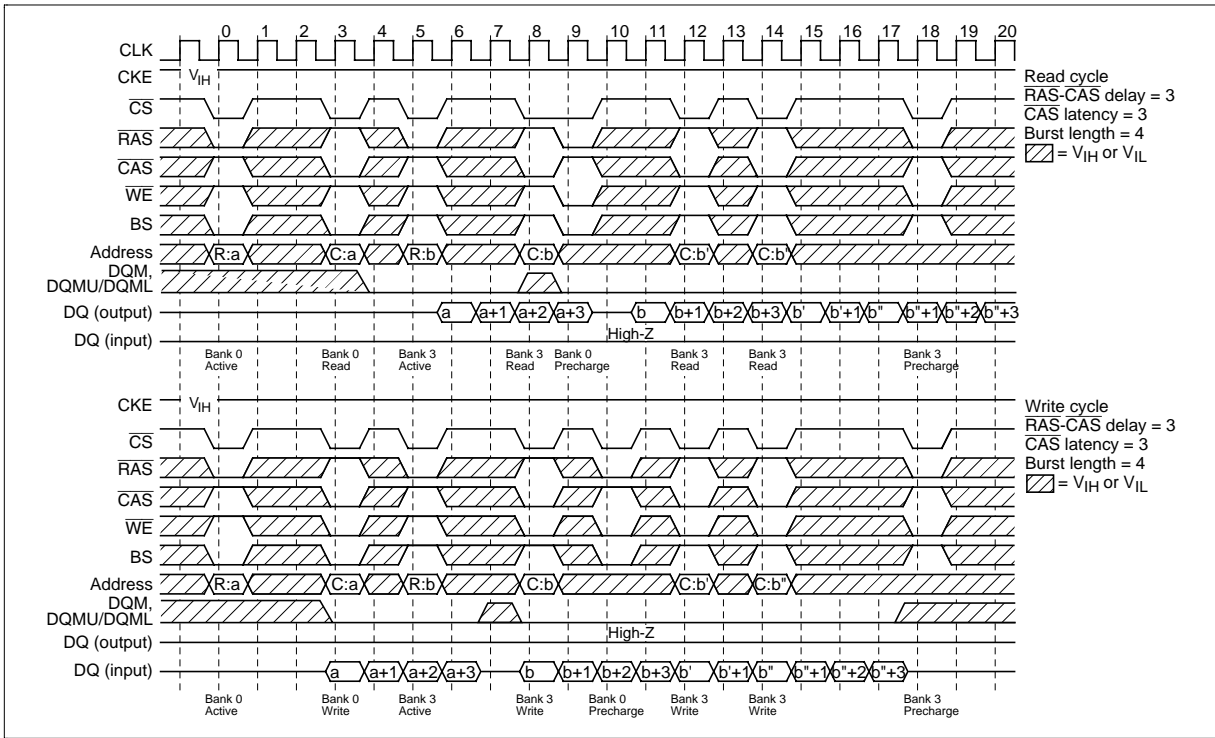 0 1 2 3 4 5 6 7 8 9 10 11 12 13 14 15 16 17 18 19 20
CLK
CKE VIH
CS
RAS
CAS
WE
BS
Address R:a C:a R:b C:b C:b' C:b'
DQM,
DQMU/DQML
DQ (output) a a+1 a+2 a+3 b b+1 b+2 b+3 b' b'+1 b" b"+1 b"+2 b"+3
High-Z
DQ (input)
Bank 0 Bank 0 Bank 3 Bank 3 Bank 0 Bank 3 Bank 3 Bank 3
Active Read Active Read Precharge Read Read Precharge
Read cycle
RAS-CAS delay = 3
CAS latency = 3
Burst length = 4
= VIH or VIL
CKE VIH
CS
RAS
CAS
WE
BS
Address R:a C:a R:b C:b C:b' C:b"
DQM,
DQMU/DQML
High-Z
DQ (output)
DQ (input) a a+1 a+2 a+3 b b+1 b+2 b+3 b' b'+1 b" b"+1 b"+2 b"+3
Bank 0 Bank 0 Bank 3 Bank 3 Bank 0 Bank 3 Bank 3 Bank 3
Active Write Active Write Precharge Write Write Precharge
Write cycle
RAS-CAS delay = 3
CAS latency = 3
Burst length = 4
= VIH or VIL